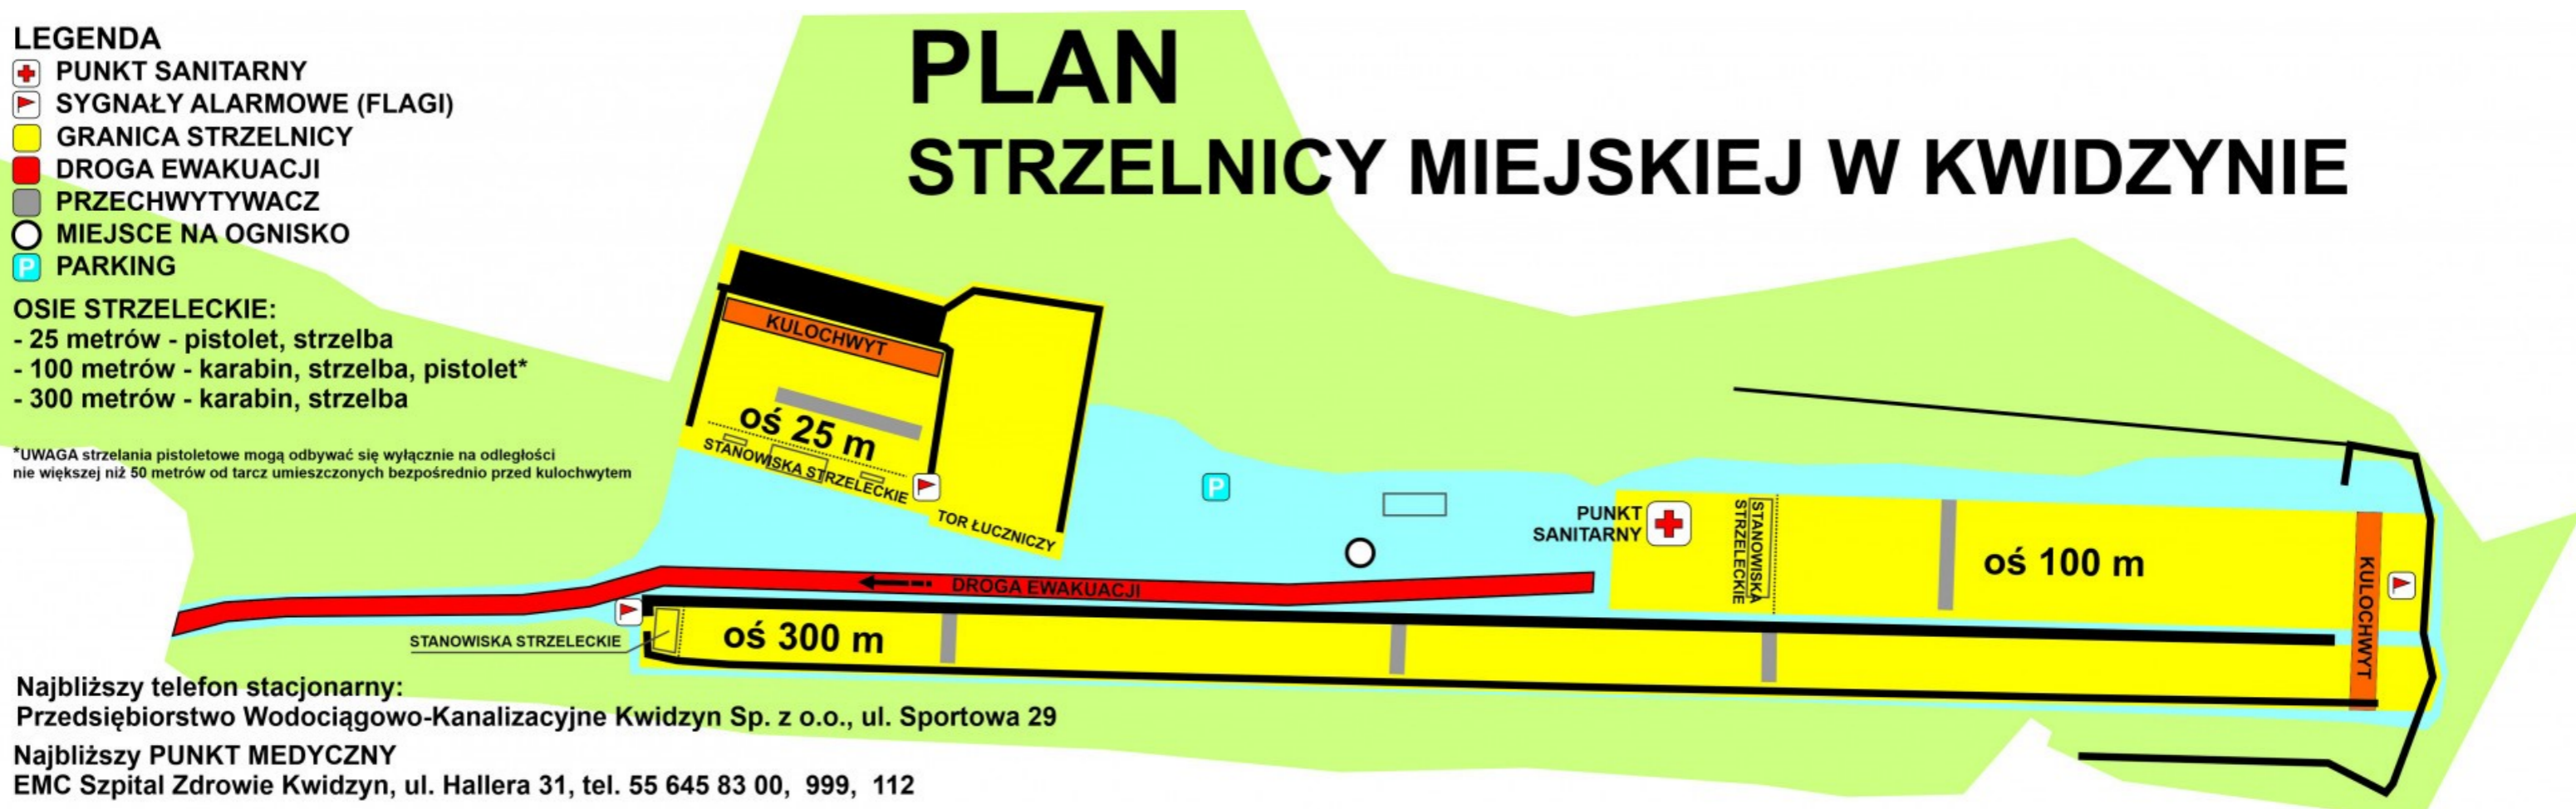 LEGENDA
PUNKT SANITARNY
SYGNAŁY ALARMOWE (FLAGI)
GRANICA STRZELNICY
DROGA EWAKUACJI
PRZECHWYTYWACZ
MIEJSCE NA OGNISKO
P PARKING
OSIE STRZELECKIE:
- 25 metrów - pistolet, strzelba
- 100 metrów - karabin, strzelba, pistolet*
- 300 metrów - karabin, strzelba
*UWAGA strzelania pistoletowe mogą odbywać się wyłącznie na odległości
nie większej niż 50 metrów od tarcz umieszczonych bezpośrednio przed kulochwytem
PLAN
STRZELNICY MIEJSKIEJ W KWIDZYNIE
KULOCHWYT
oś 25 m
STANOWISKA STRZELECKIE
TOR ŁUCZNICZY
P
PUNKT
SANITARNY
STANOWISKA
STRZELECKIE
oś 100 m
KULOCHWYT
DROGA EWAKUACJI
STANOWISKA STRZELECKIE
oś 300 m
Najbliższy telefon stacjonarny:
Przedsiębiorstwo Wodociągowo-Kanalizacyjne Kwidzyn Sp. z o.o., ul. Sportowa 29
Najbliższy PUNKT MEDYCZNY
EMC Szpital Zdrowie Kwidzyn, ul. Hallera 31, tel. 55 645 83 00, 999, 112